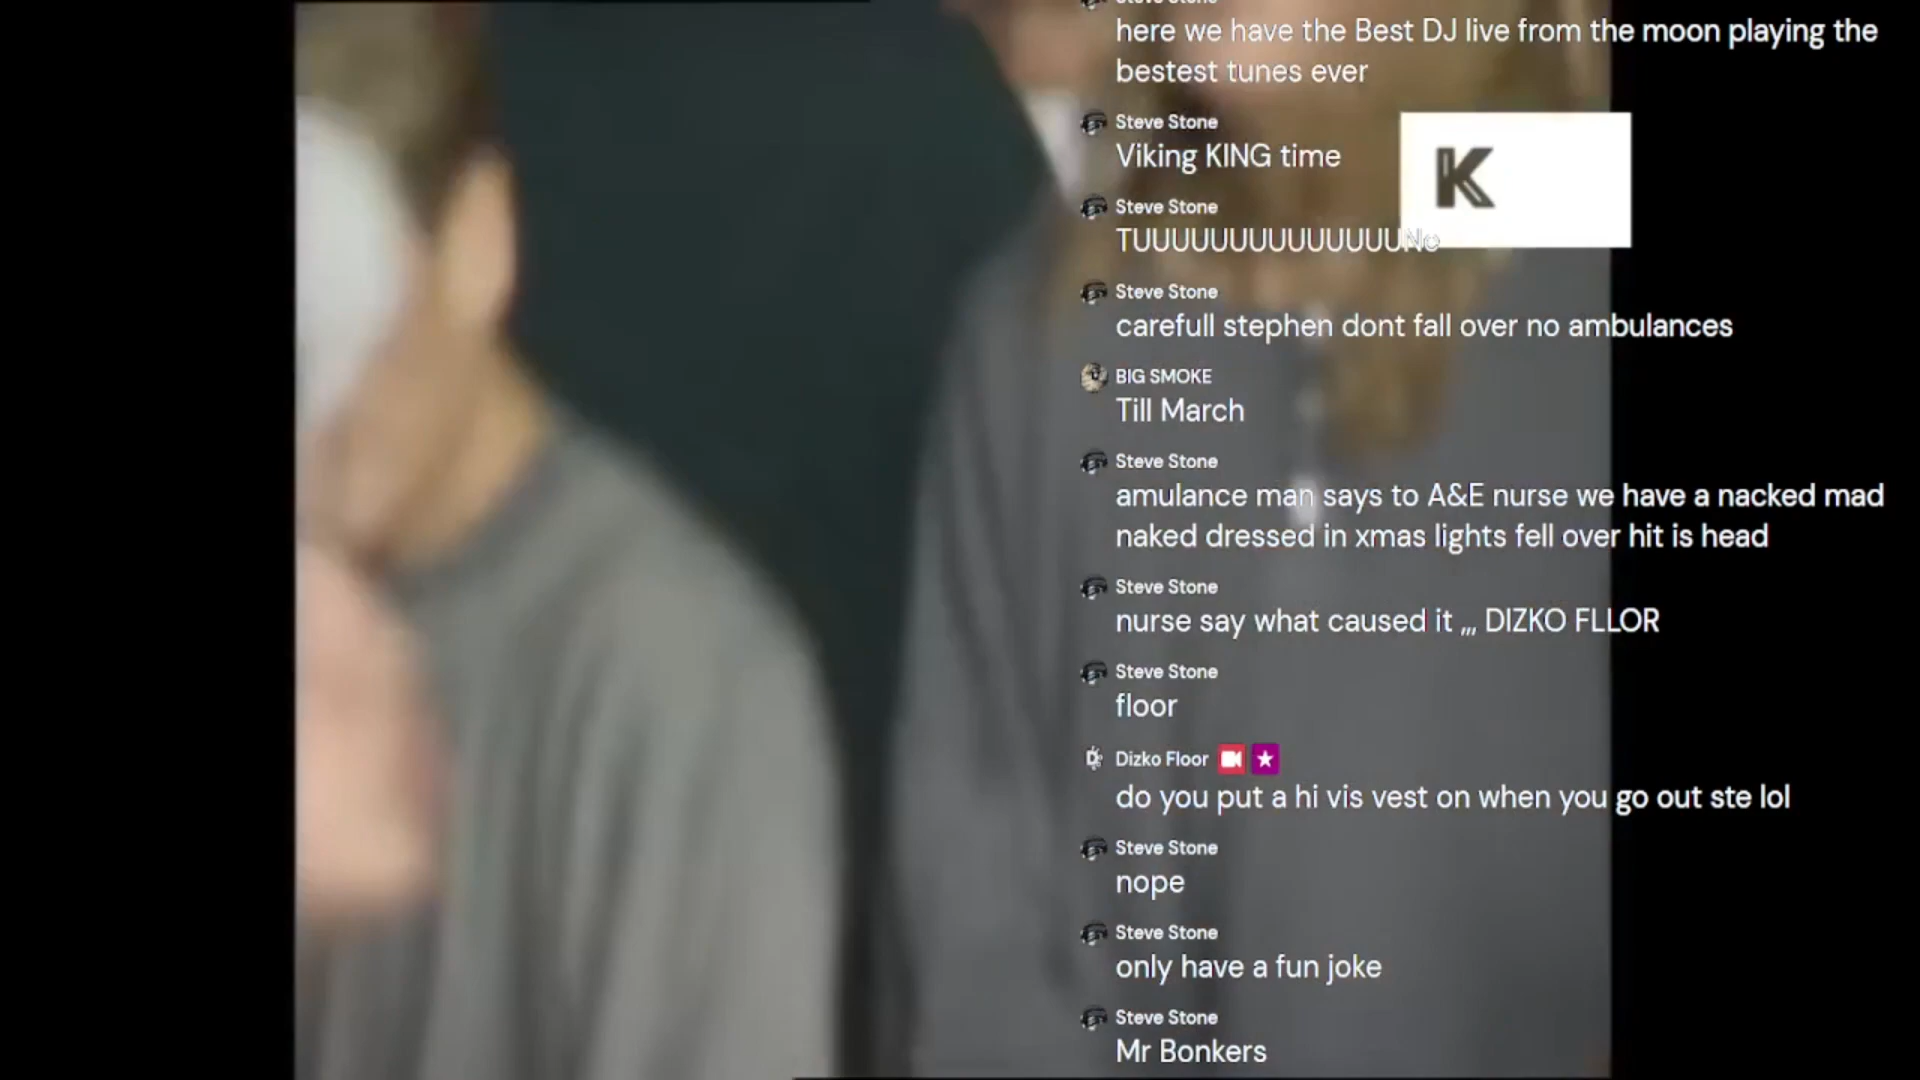 Steve Stone
here we have the Best DJ live from the moon playing the
bestest tunes ever
Steve Stone
Viking KING time
K
Steve Stone
TUUUUUUUUUUUUUUNe
Steve Stone
carefull stephen dont fall over no ambulances
BIG SMOKE
Till March
Steve Stone
amulance man says to A&E nurse we have a nacked mad
naked dressed in xmas lights fell over hit is head
Steve Stone
nurse say what caused it ,,, DIZKO FLLOR
Steve Stone
floor
Dizko Floor
do you put a hi vis vest on when you go out ste lol
Steve Stone
nope
Steve Stone
only have a fun joke
Steve Stone
Mr Bonkers